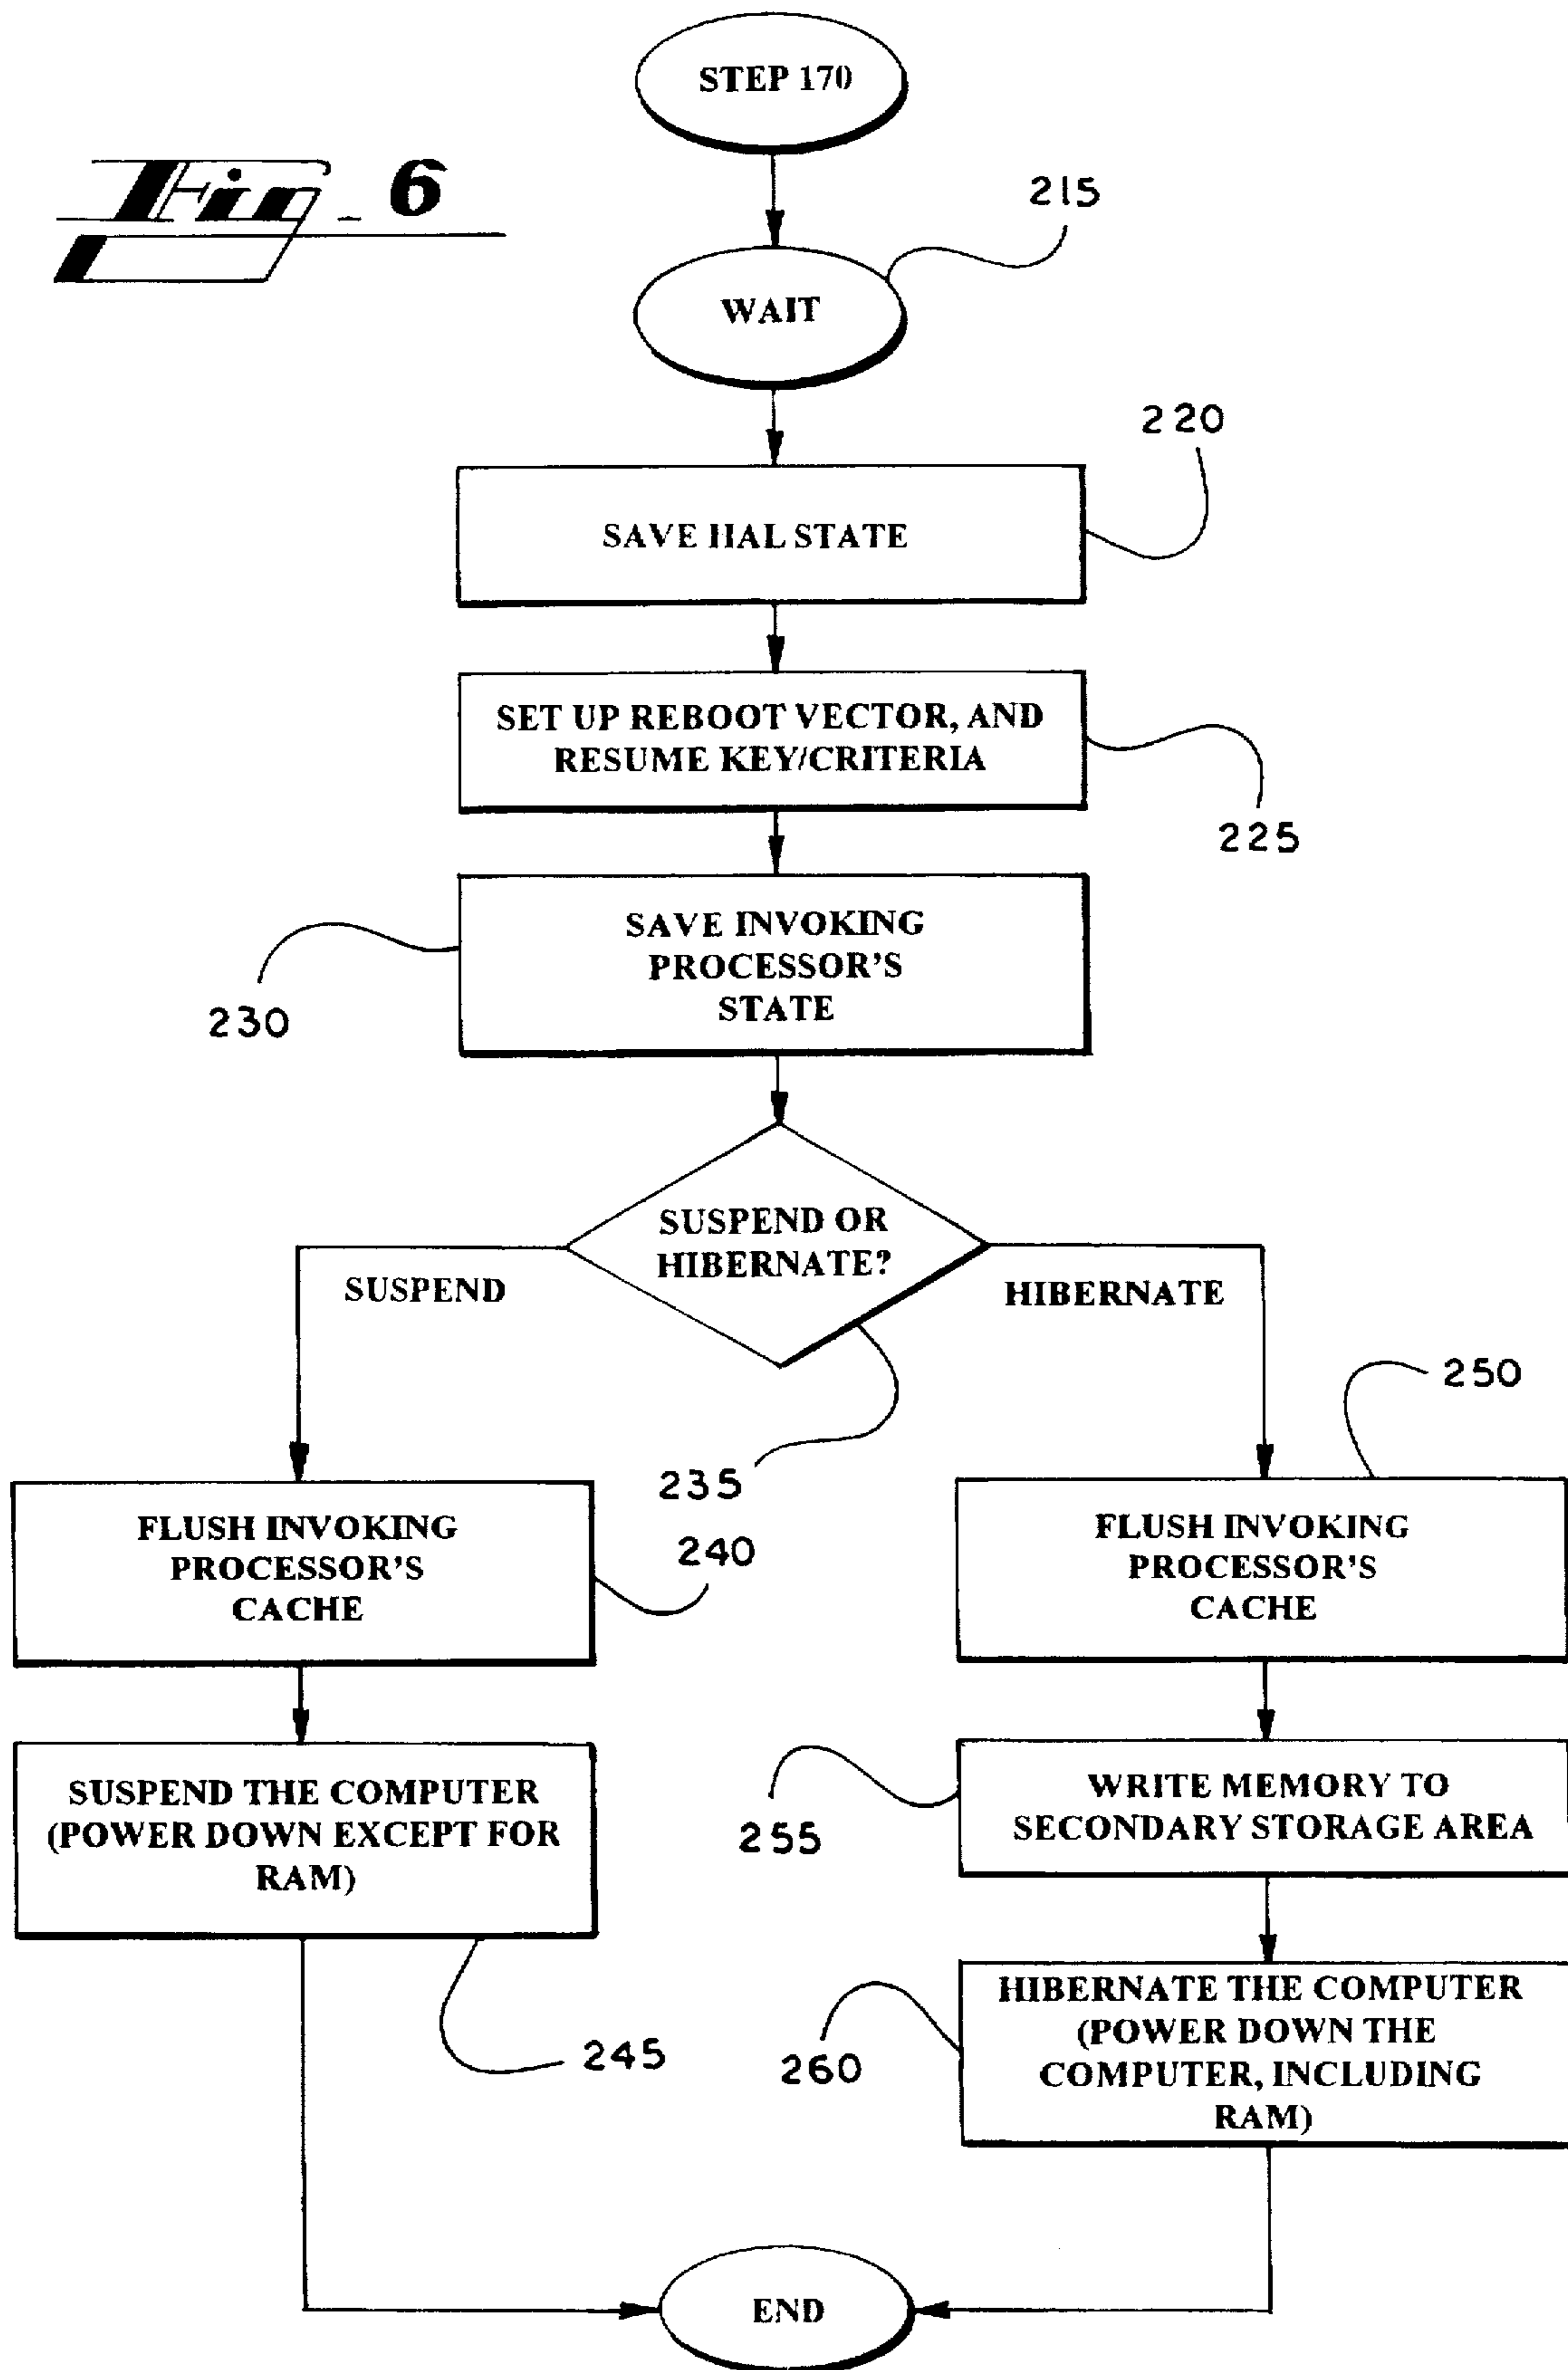 STEP 170
Fig. 6
215
WAIT
220
SAVE HAL STATE
SET UP REBOOT VECTOR, AND
RESUME KEY/CRITERIA
225
SAVE INVOKING
PROCESSOR'S
STATE
230
SUSPEND OR
HIBERNATE?
SUSPEND
HIBERNATE
235
250
FLUSH INVOKING
PROCESSOR'S
CACHE
240
FLUSH INVOKING
PROCESSOR'S
CACHE
SUSPEND THE COMPUTER
(POWER DOWN EXCEPT FOR
RAM)
245
255
WRITE MEMORY TO
SECONDARY STORAGE AREA
260
HIBERNATE THE COMPUTER
(POWER DOWN THE
COMPUTER, INCLUDING
RAM)
END